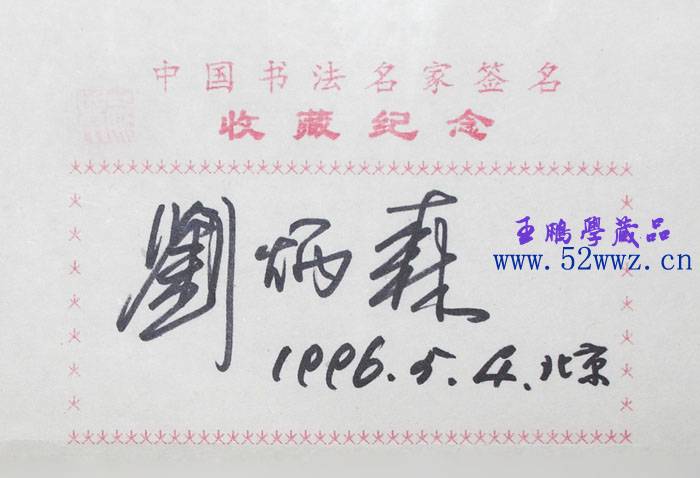 中国书法名家签名
收藏纪念
劉炳森
王鹏學藏品
www.52wwz.cn
1996.5.4.北京